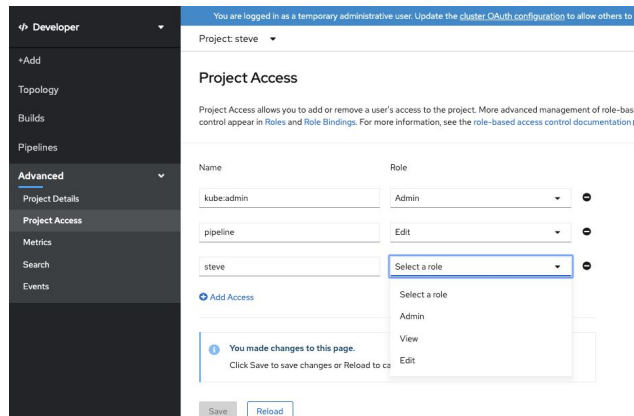 Developer
+Add
Topology
Builds
Pipelines
Advanced
Project Details
Project Access
Metrics
Search
Events
You are logged in as a temporary administrative user. Update the cluster OAuth configuration to allow others to
Project: steve
Project Access
Project Access allows you to add or remove a user's access to the project. More advanced management of role-bas
control appear in Roles and Role Bindings. For more information, see the role-based access control documentation
Name Role
kube:admin Admin
pipeline Edit
steve Select a role
Select a role
Admin
View
Edit
Add Access
You made changes to this page.
Click Save to save changes or Reload to ca
Save Reload